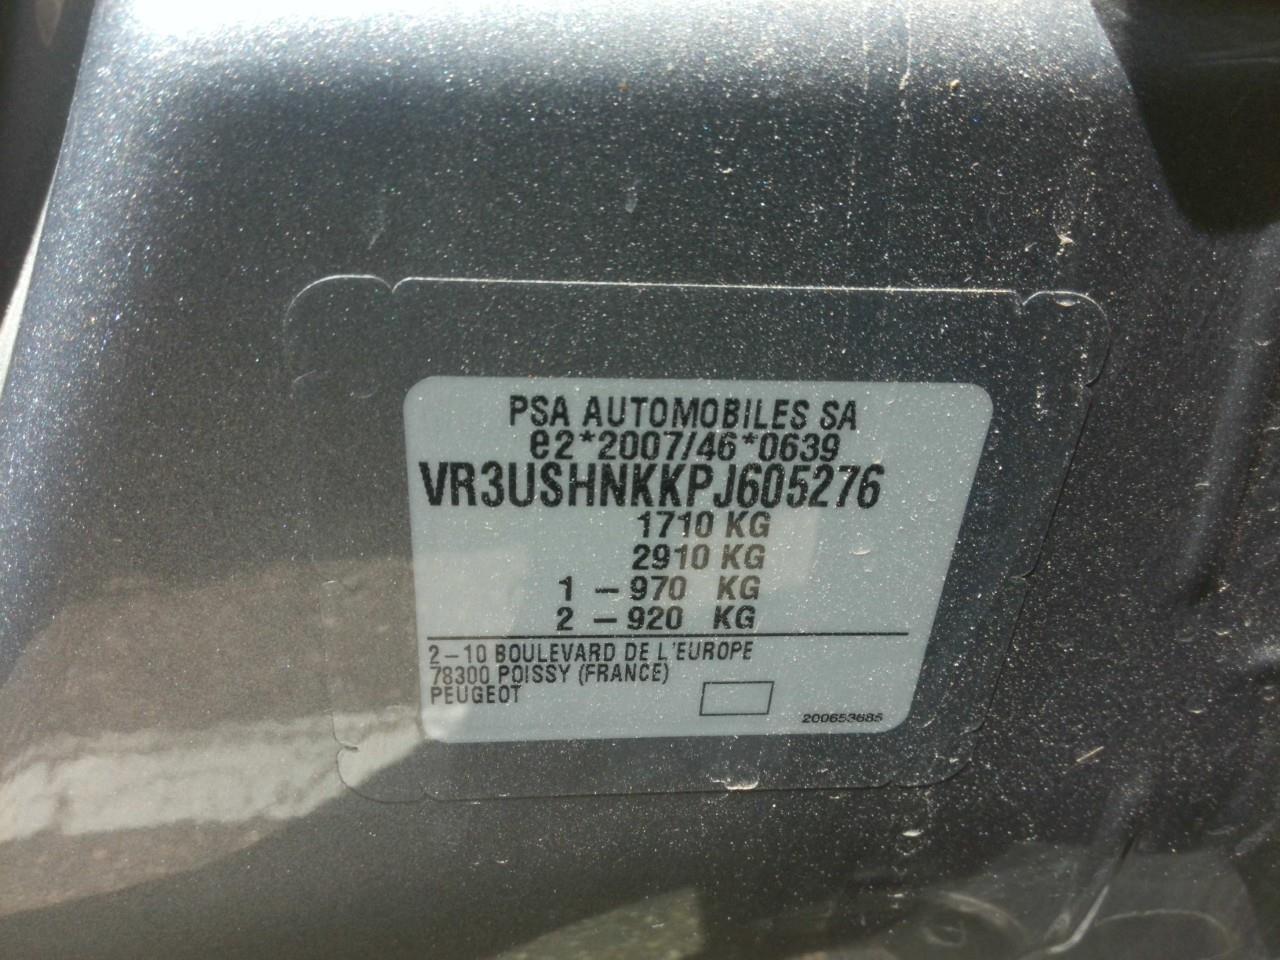 PSA AUTOMOBILES SA
e2*2007/46*0639
VR3USHNKKPJ605276
1710 KG
2910 KG
1 – 970 KG
2 – 920 KG
2–10 BOULEVARD DE L'EUROPE
78300 POISSY (FRANCE)
PEUGEOT
200653685